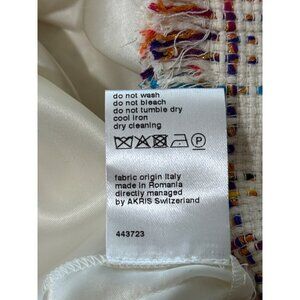 do not wash
do not bleach
do not tumble dry
cool iron
dry cleaning
P
fabric origin Italy
made in Romania
directly managed
by AKRIS Switzerland
443723